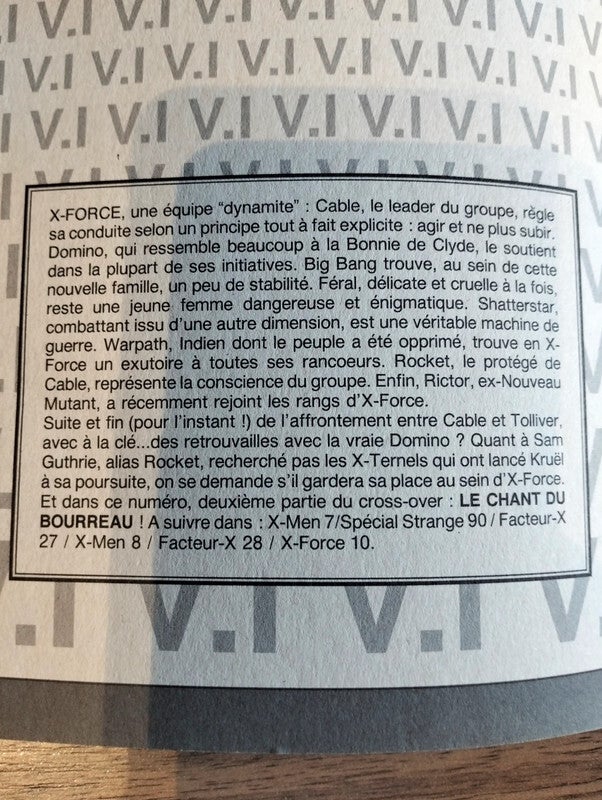 V.I V.I V.I V.I V.I V.I
V.I V.I V.I V.I V.I V.I
V.I V.I V.I V.I V.I V.I
X-FORCE, une équipe “dynamite” : Cable, le leader du groupe, règle
sa conduite selon un principe tout à fait explicite : agir et ne plus subir.
Domino, qui ressemble beaucoup à la Bonnie de Clyde, le soutient
dans la plupart de ses initiatives. Big Bang trouve, au sein de cette
nouvelle famille, un peu de stabilité. Féral, délicate et cruelle à la fois,
reste une jeune femme dangereuse et énigmatique. Shatterstar,
combattant issu d’une autre dimension, est une véritable machine de
guerre. Warpath, Indien dont le peuple a été opprimé, trouve en X-
Force un exutoire à toutes ses rancoeurs. Rocket, le protégé de
Cable, représente la conscience du groupe. Enfin, Rictor, ex-Nouveau
Mutant, a récemment rejoint les rangs d’X-Force.
Suite et fin (pour l’instant !) de l’affrontement entre Cable et Tolliver,
avec à la clé...des retrouvailles avec la vraie Domino ? Quant à Sam
Guthrie, alias Rocket, recherché pas les X-Ternels qui ont lancé Kruël
à sa poursuite, on se demande s’il gardera sa place au sein d’X-Force.
Et dans ce numéro, deuxième partie du cross-over : LE CHANT DU
BOURREAU ! A suivre dans : X-Men 7/Spécial Strange 90 / Facteur-X
27 / X-Men 8 / Facteur-X 28 / X-Force 10.
V.I V.I V.I V.I